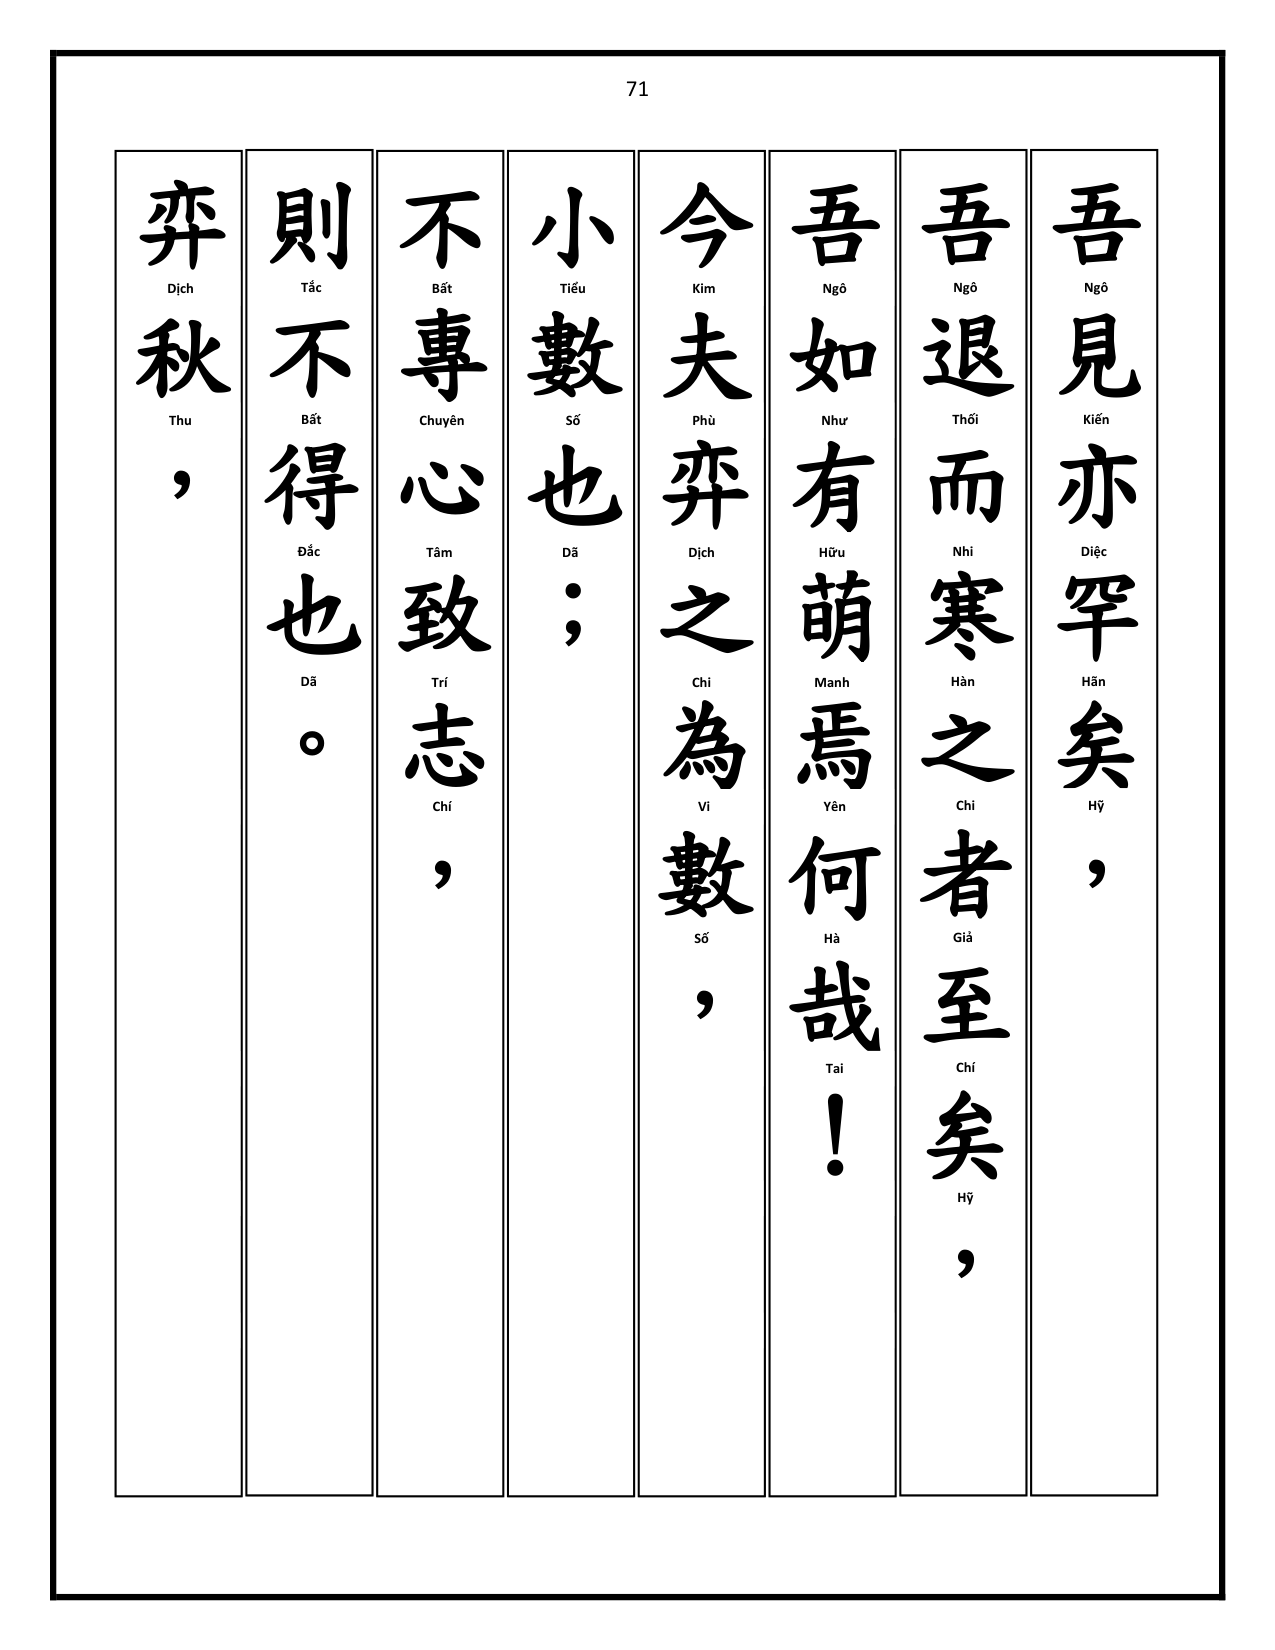 71
吾見亦罕矣，
Ngô Kiến Diệc Hãn Hỹ
吾退而寒之者至矣，
Ngô Thối Nhi Hàn Chi Giả Chí Hỹ
吾如有萌焉何哉！
Ngô Như Hữu Manh Yên Hà Tai
今夫弈之為數，
Kim Phù Dịch Chi Vi Số
小數也；
Tiểu Số Dã
不專心致志，
Bất Chuyên Tâm Trí Chí
則不得也。
Tắc Bất Đắc Dã
弈秋，
Dịch Thu